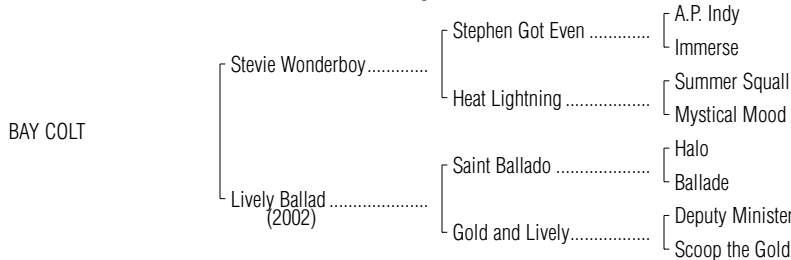 A.P. Indy
Stephen Got Even .............
Immerse
Stevie Wonderboy.............
Summer Squall
Heat Lightning ..................
Mystical Mood
BAY COLT
Halo
Saint Ballado ....................
Ballade
Lively Ballad .....................
(2002)
Deputy Minister
Gold and Lively.................
Scoop the Gold